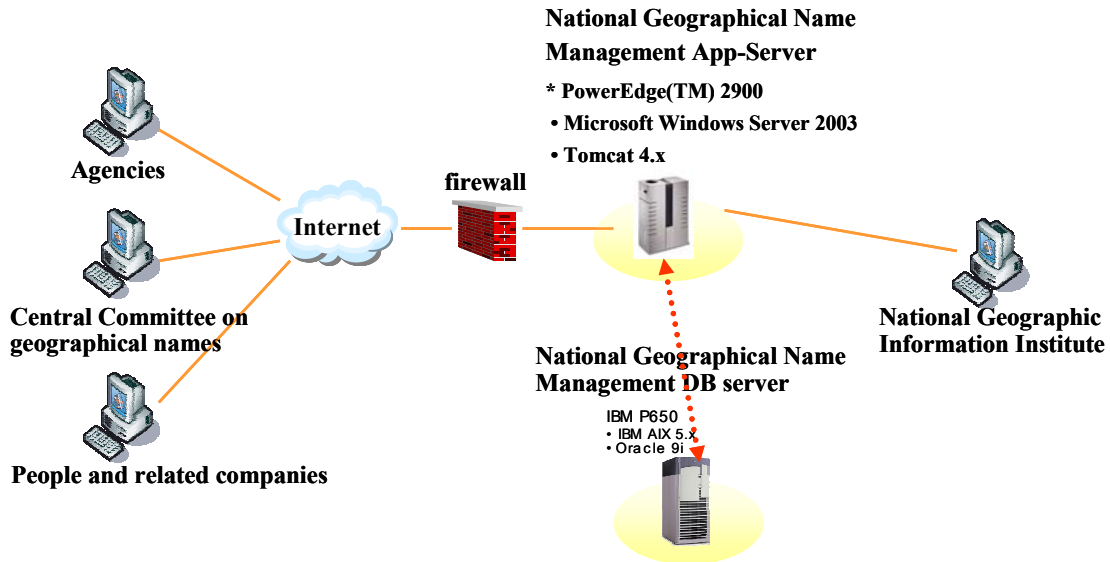 National Geographical Name
Management App-Server
* PowerEdge(TM) 2900
• Microsoft Windows Server 2003
• Tomcat 4.x
Agencies
firewall
Internet
Central Committee on
geographical names
National Geographic
Information Institute
National Geographical Name
Management DB server
IBM P650
• IBM AIX 5.x
• Oracle 9i
People and related companies